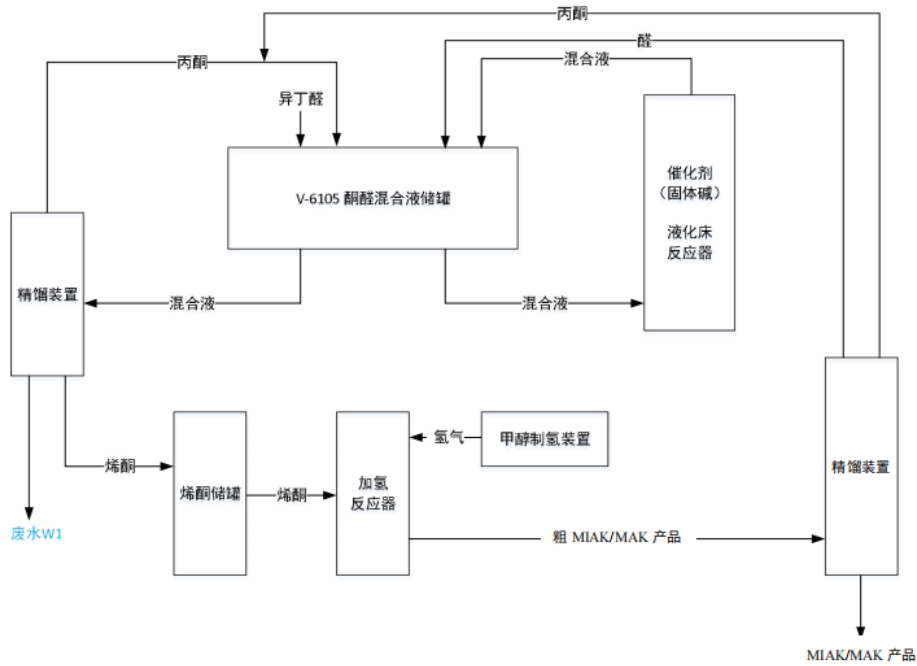 丙酮
醛
丙酮
混合液
异丁醛
催化剂
（固体碱）
液化床
反应器
V-6105 酮醛混合液储罐
精馏装置
混合液
混合液
氢气
甲醇制氢装置
烯酮
精馏装置
加氢
反应器
烯酮储罐
烯酮
废水W1
粗 MIAK/MAK 产品
MIAK/MAK 产品